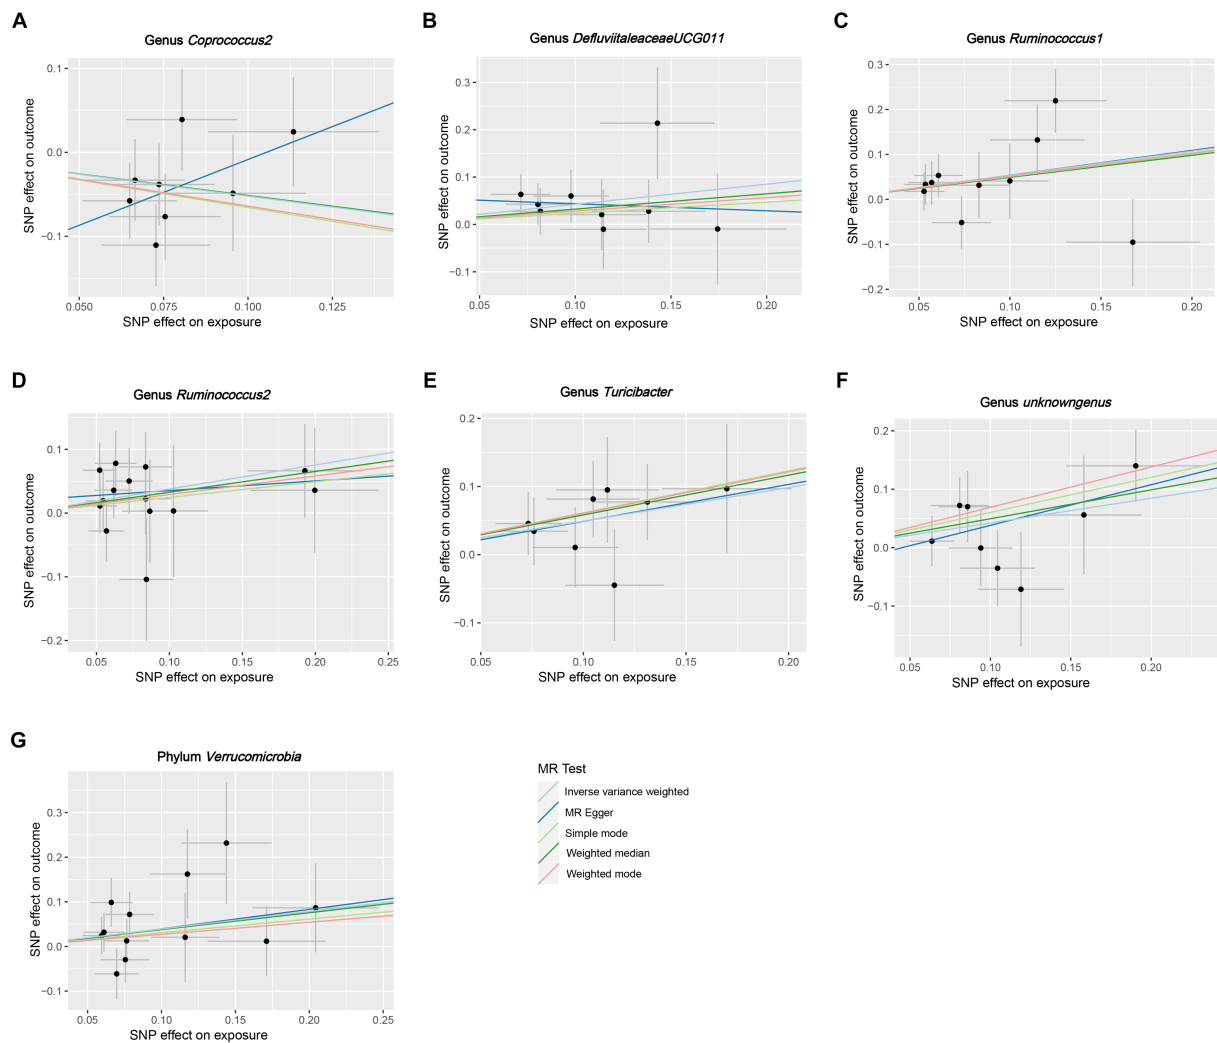 A
Genus Coprococcus2
0.1
0.0
−0.1
SNP effect on outcome
0.050
0.075
0.100
0.125
SNP effect on exposure
B
Genus DefluviitaleaceaeUCG011
0.3
0.2
0.1
0.0
−0.1
SNP effect on outcome
0.05
0.10
0.15
0.20
SNP effect on exposure
C
Genus Ruminococcus1
0.3
0.2
0.1
0.0
−0.1
−0.2
SNP effect on outcome
0.05
0.10
0.15
0.20
SNP effect on exposure
D
Genus Ruminococcus2
0.1
0.0
−0.1
−0.2
SNP effect on outcome
0.05
0.10
0.15
0.20
0.25
SNP effect on exposure
E
Genus Turicibacter
0.2
0.1
0.0
−0.1
SNP effect on outcome
0.05
0.10
0.15
0.20
SNP effect on exposure
F
Genus unknowngenus
0.2
0.1
0.0
−0.1
SNP effect on outcome
0.05
0.10
0.15
0.20
SNP effect on exposure
G
Phylum Verrucomicrobia
0.3
0.2
0.1
0.0
−0.1
SNP effect on outcome
0.05
0.10
0.15
0.20
0.25
SNP effect on exposure
MR Test
Inverse variance weighted
MR Egger
Simple mode
Weighted median
Weighted mode